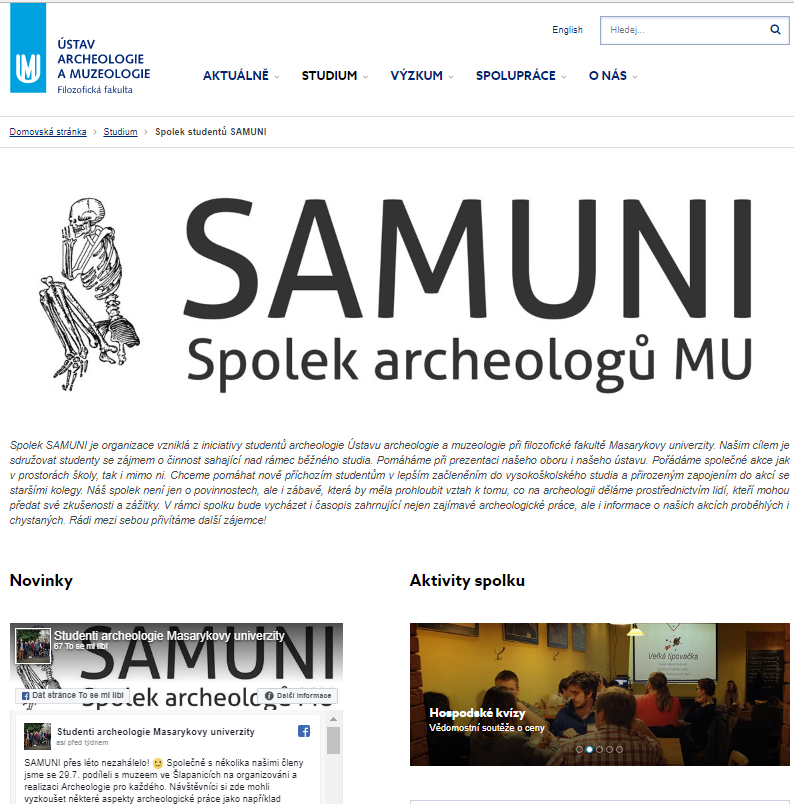 ÚSTAV
ARCHEOLOGIE
A MUZEOLOGIE
Filozofická fakulta
English
Hledej...
AKTUÁLNĚ
STUDIUM
VÝZKUM
SPOLUPRÁCE
O NÁS
Domovská stránka › Studium › Spolek studentů SAMUNI
SAMUNI
Spolek archeologů MU
Spolek SAMUNI je organizace vzniklá z iniciativy studentů archeologie Ústavu archeologie a muzeologie při filozofické fakultě Masarykovy univerzity. Našim cílem je
sdružovat studenty se zájmem o činnost sahající nad rámec běžného studia. Pomáháme při prezentaci našeho oboru i našeho ústavu. Pořádáme společné akce jak
v prostorách školy, tak i mimo ni. Chceme pomáhat nově příchozím studentům v lepším začlenění do vysokoškolského studia a přirozeným zapojením do akcí se
staršími kolegy. Náš spolek není jen o povinnostech, ale i zábavě, která by měla prohloubit vztah k tomu, co na archeologii děláme prostřednictvím lidí, kteří mohou
předat své zkušenosti a zážitky. V rámci spolku bude vycházet i časopis zahrnující nejen zajímavé archeologické práce, ale i informace o našich akcích proběhlých i
chystaných. Rádi mezi sebou přivítáme další zájemce!
Novinky
Aktivity spolku
SAMUNI
Spolek archeologů MU
Studenti archeologie Masarykovy univerzity
67 To se mi líbí
Dát stránce To se mi líbí
Další informace
Studenti archeologie Masarykovy univerzity
asi před týdnem
SAMUNI přes léto nezahálelo! 🙂 Společně s několika našimi členy
jsme se 29.7. podíleli s muzeem ve Šlapanicích na organizování a
realizaci Archeologie pro každého. Návštěvníci si zde mohli
vyzkoušet některé aspekty archeologické práce jako například
Velká tipovačka
Hospodské kvízy
Vědomostní soutěže o ceny